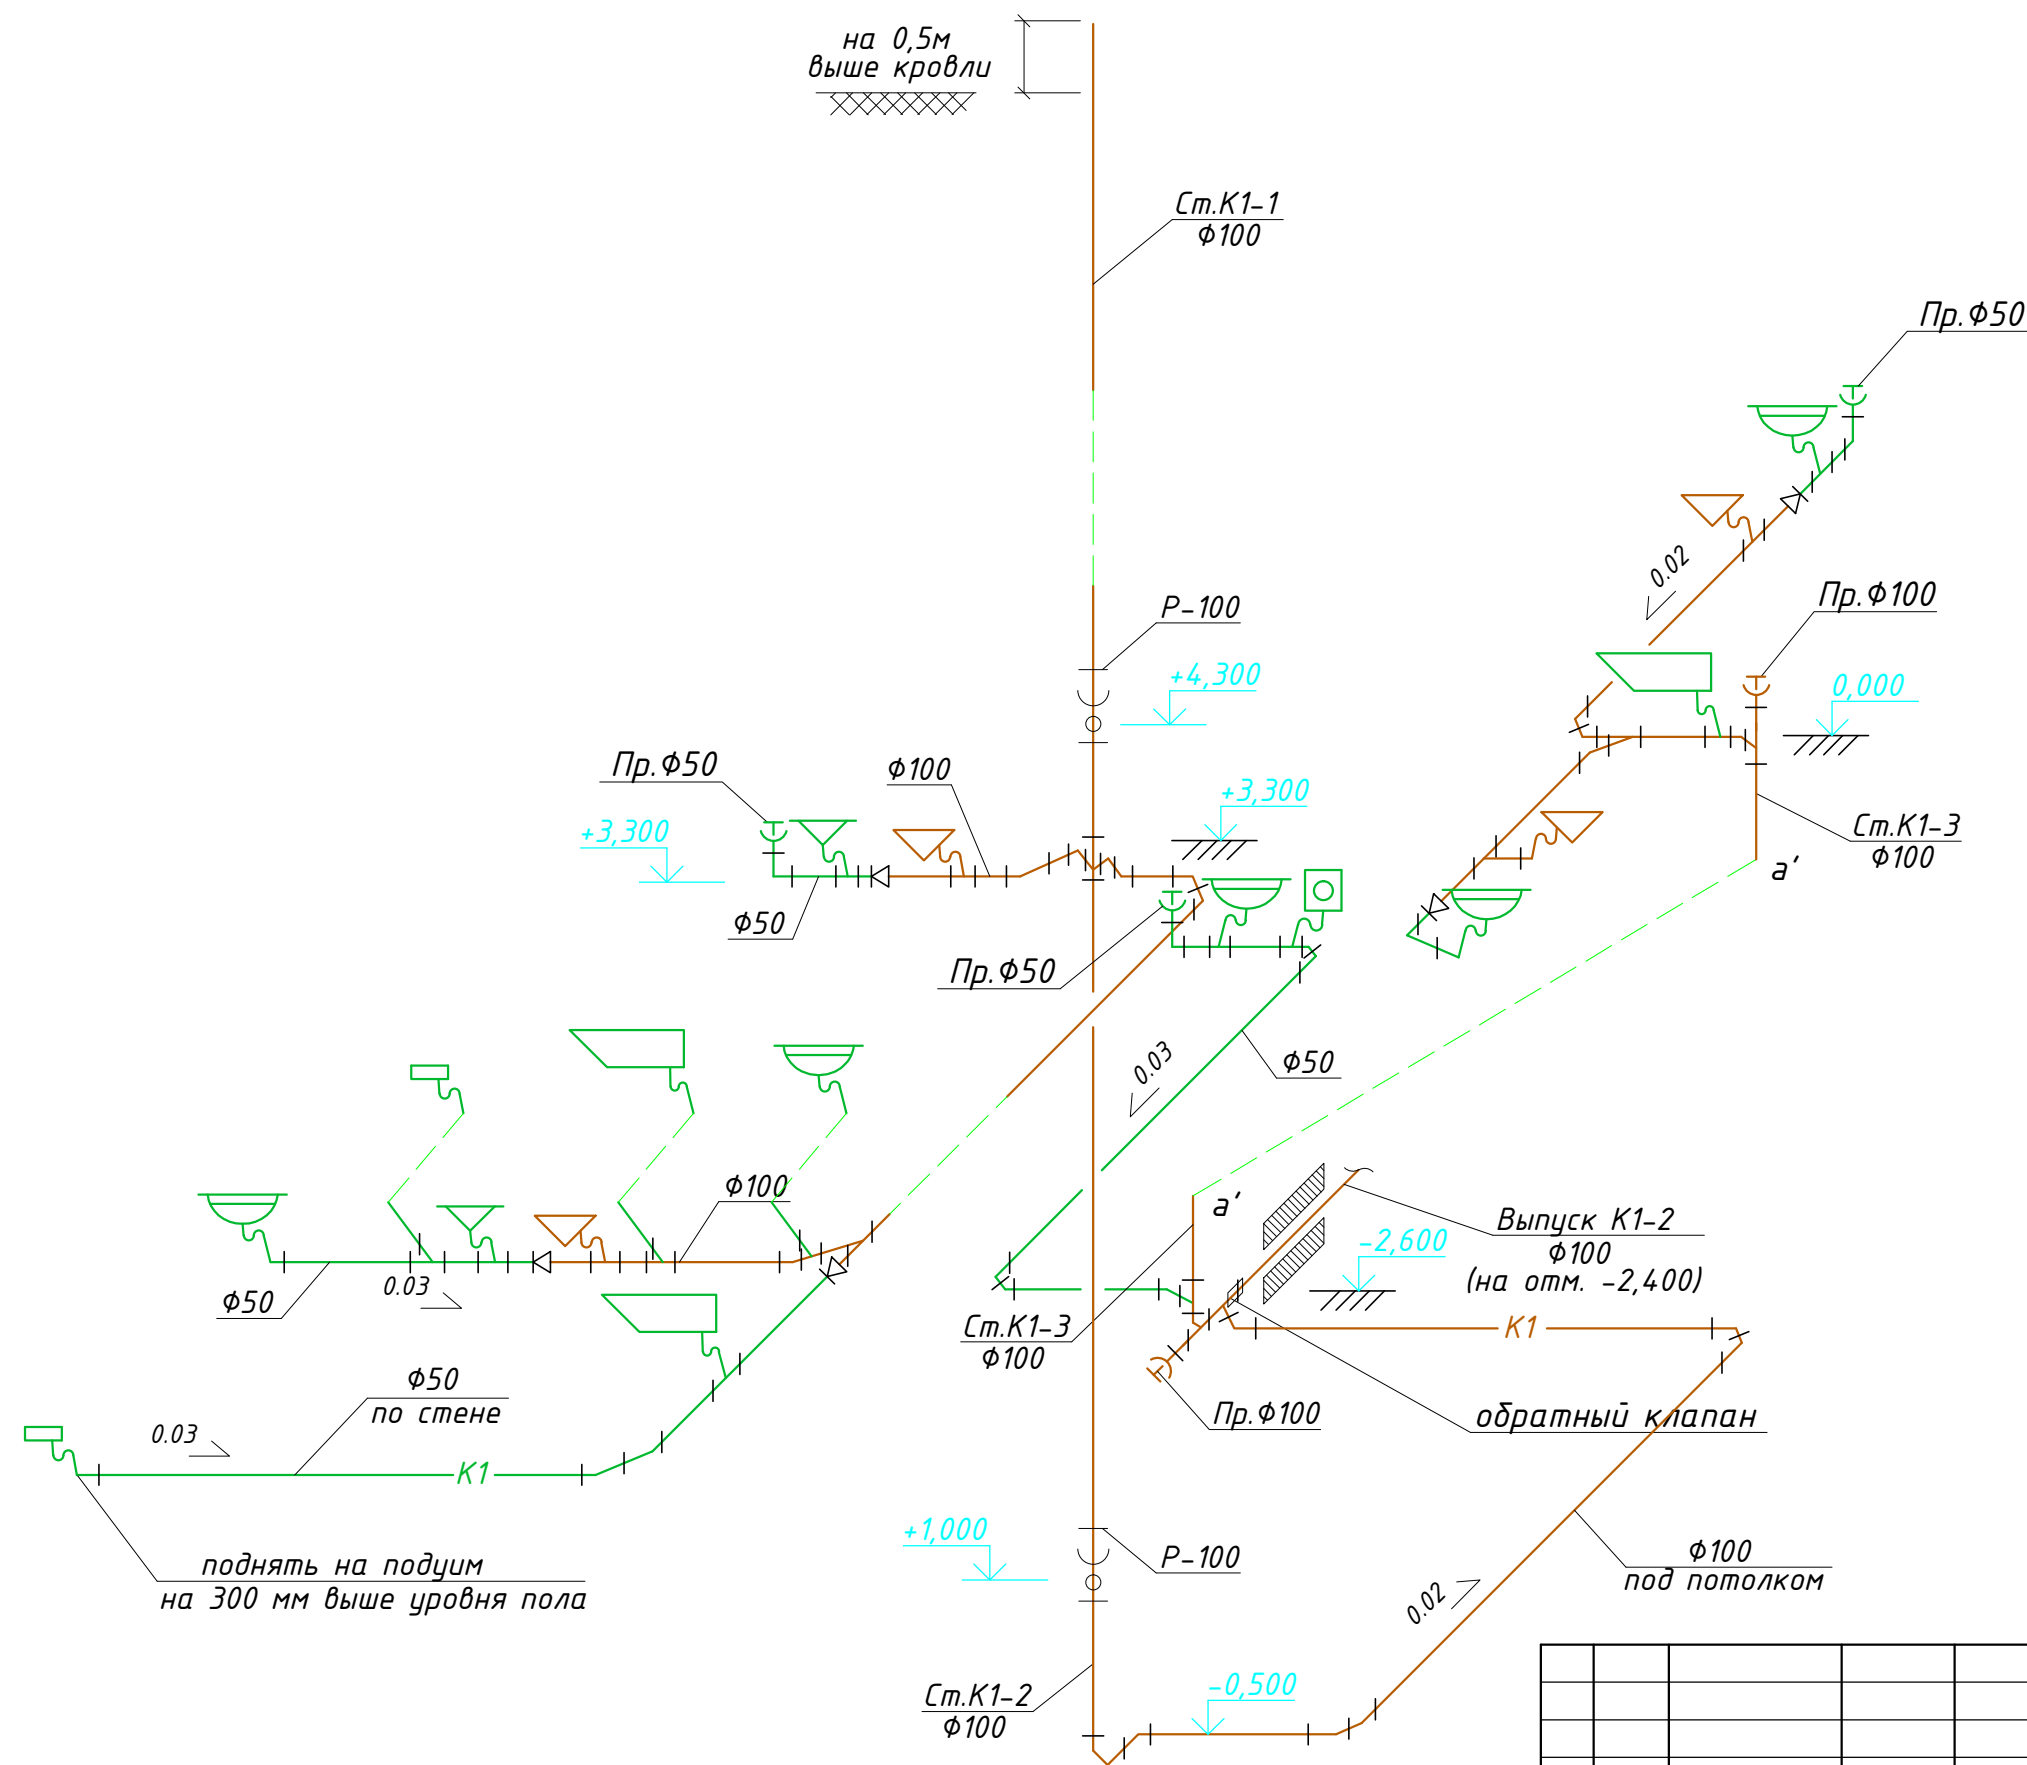 на 0,5м
выше кровли
Ст.К1-1
Ф100
Пр.Ф50
0.02
Р-100
Пр.Ф100
+4,300
0,000
Пр.Ф50
Ф100
+3,300
+3,300
Ст.К1-3
Ф100
а'
Ф50
Пр.Ф50
0.03
Ф50
Ф100
а'
Выпуск К1-2
Ф100
(на отм. -2,400)
-2,600
0.03
Ф50
Ст.К1-3
Ф100
К1
Ф50
по стене
Пр.Ф100
обратный клапан
0.03
К1
+1,000
Р-100
поднять на подуим
на 300 мм выше уровня пола
Ф100
под потолком
0.02
Ст.К1-2
Ф100
-0,500